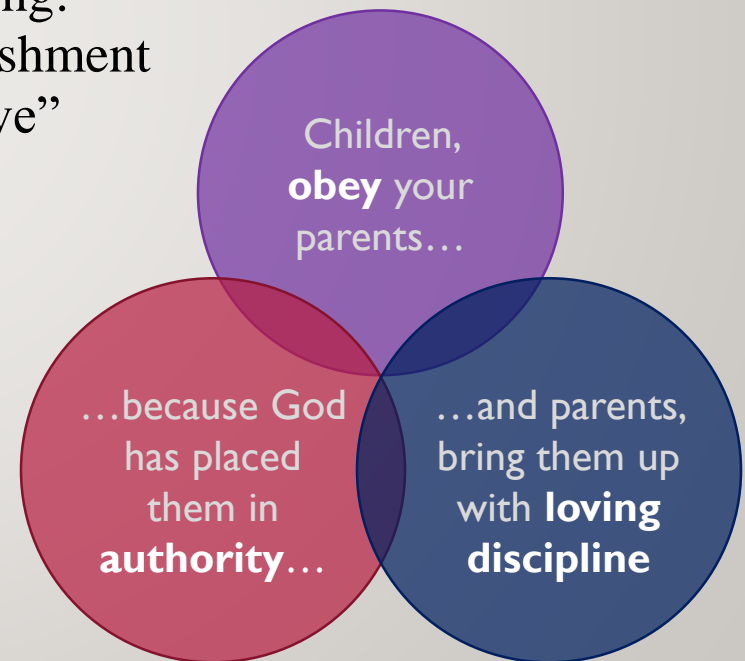 Children,
obey your
parents…
…because God
has placed
them in
authority…
…and parents,
bring them up
with loving
discipline